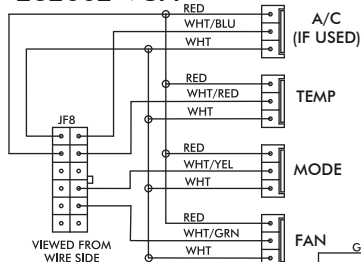 RED
WHT/BLU
WHT
A/C
(IF USED)
RED
WHT/RED
WHT
TEMP
JF8
RED
WHT/YEL
WHT
MODE
RED
WHT/GRN
WHT
FAN
VIEWED FROM
WIRE SIDE
G